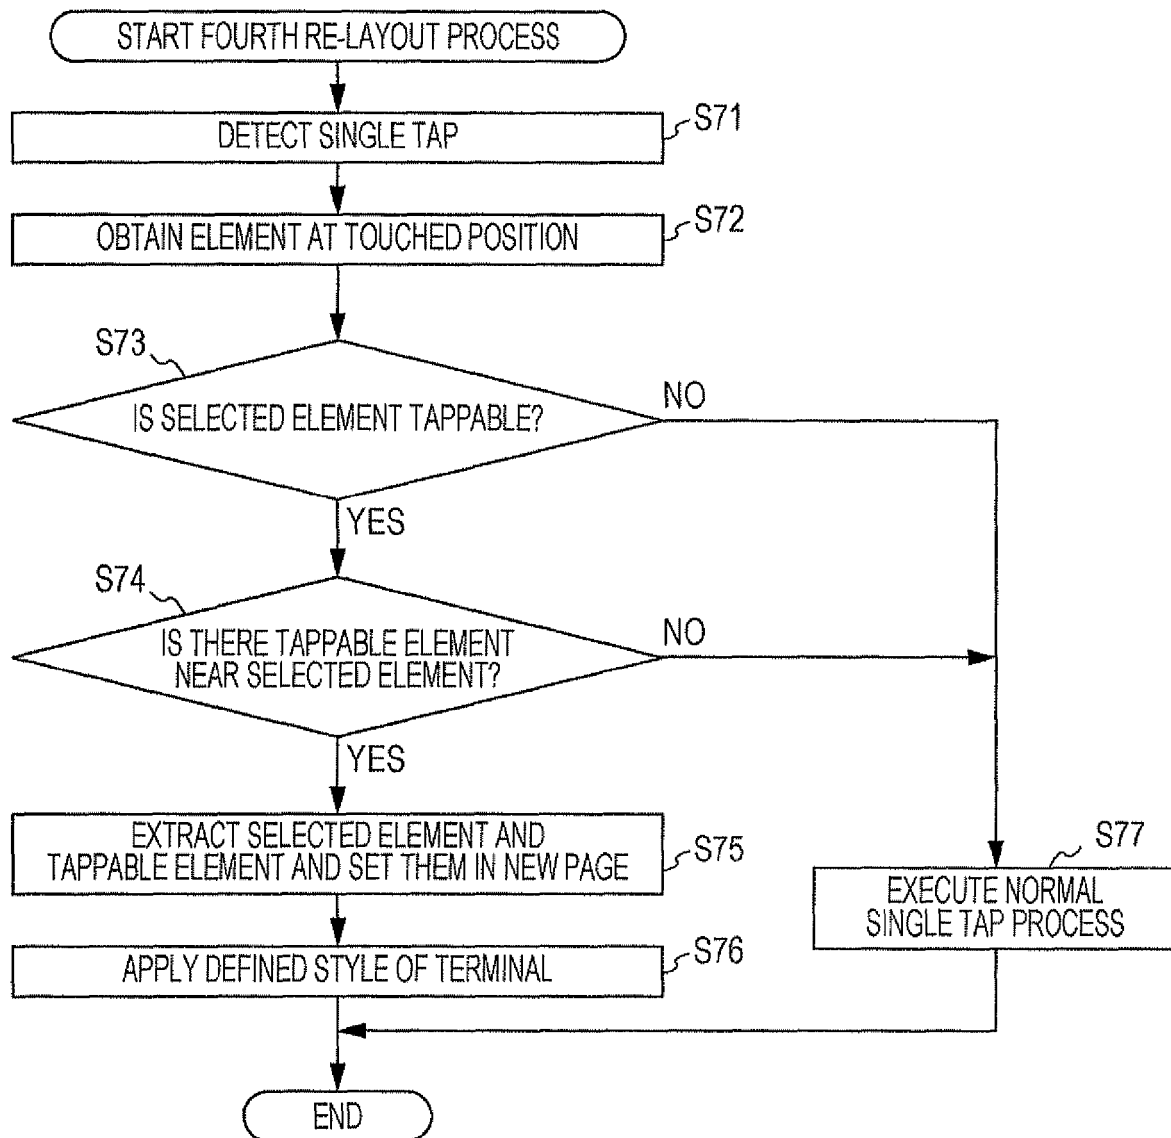 START FOURTH RE-LAYOUT PROCESS
S71
DETECT SINGLE TAP
S72
OBTAIN ELEMENT AT TOUCHED POSITION
S73
IS SELECTED ELEMENT TAPPABLE?
NO
YES
S74
IS THERE TAPPABLE ELEMENT
NEAR SELECTED ELEMENT?
NO
YES
EXTRACT SELECTED ELEMENT AND
TAPPABLE ELEMENT AND SET THEM IN NEW PAGE
S75
S77
EXECUTE NORMAL
SINGLE TAP PROCESS
APPLY DEFINED STYLE OF TERMINAL
S76
END